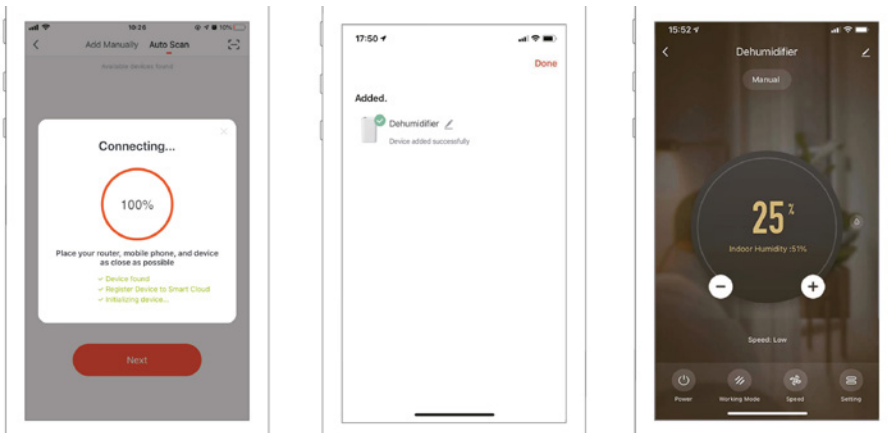 18:26
10%
Add Manually Auto Scan
Available devices found
Connecting...
100%
Place your router, mobile phone, and device
as close as possible
✓ Device found
✓ Register Device to Smart Cloud
✓ Initializing device...
Next
17:50
Done
Added.
Dehumidifier
Device added successfully
15:52
Dehumidifier
Manual
25%
Indoor Humidity :51%
Speed: Low
Power Working Mode Speed Setting